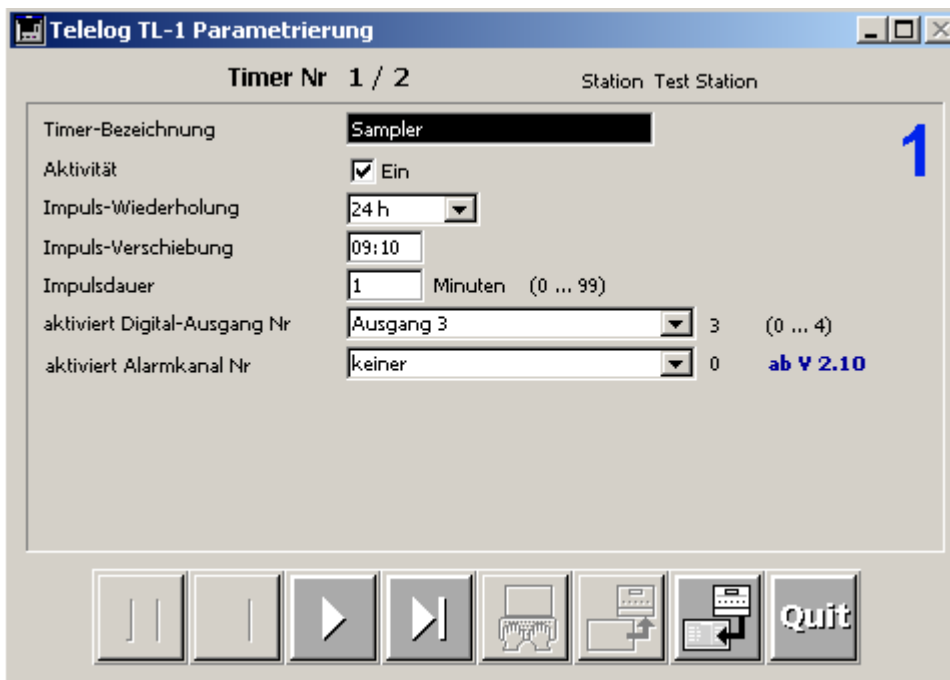 Telelog TL-1 Parametrierung
Timer Nr 1 / 2 Station Test Station
Timer-Bezeichnung Sampler 1
Aktivität Ein
Impuls-Wiederholung 24 h
Impuls-Verschiebung 09:10
Impulsdauer 1 Minuten (0 ... 99)
aktiviert Digital-Ausgang Nr Ausgang 3 3 (0 ... 4)
aktiviert Alarmkanal Nr keiner 0 ab V 2.10
Quit